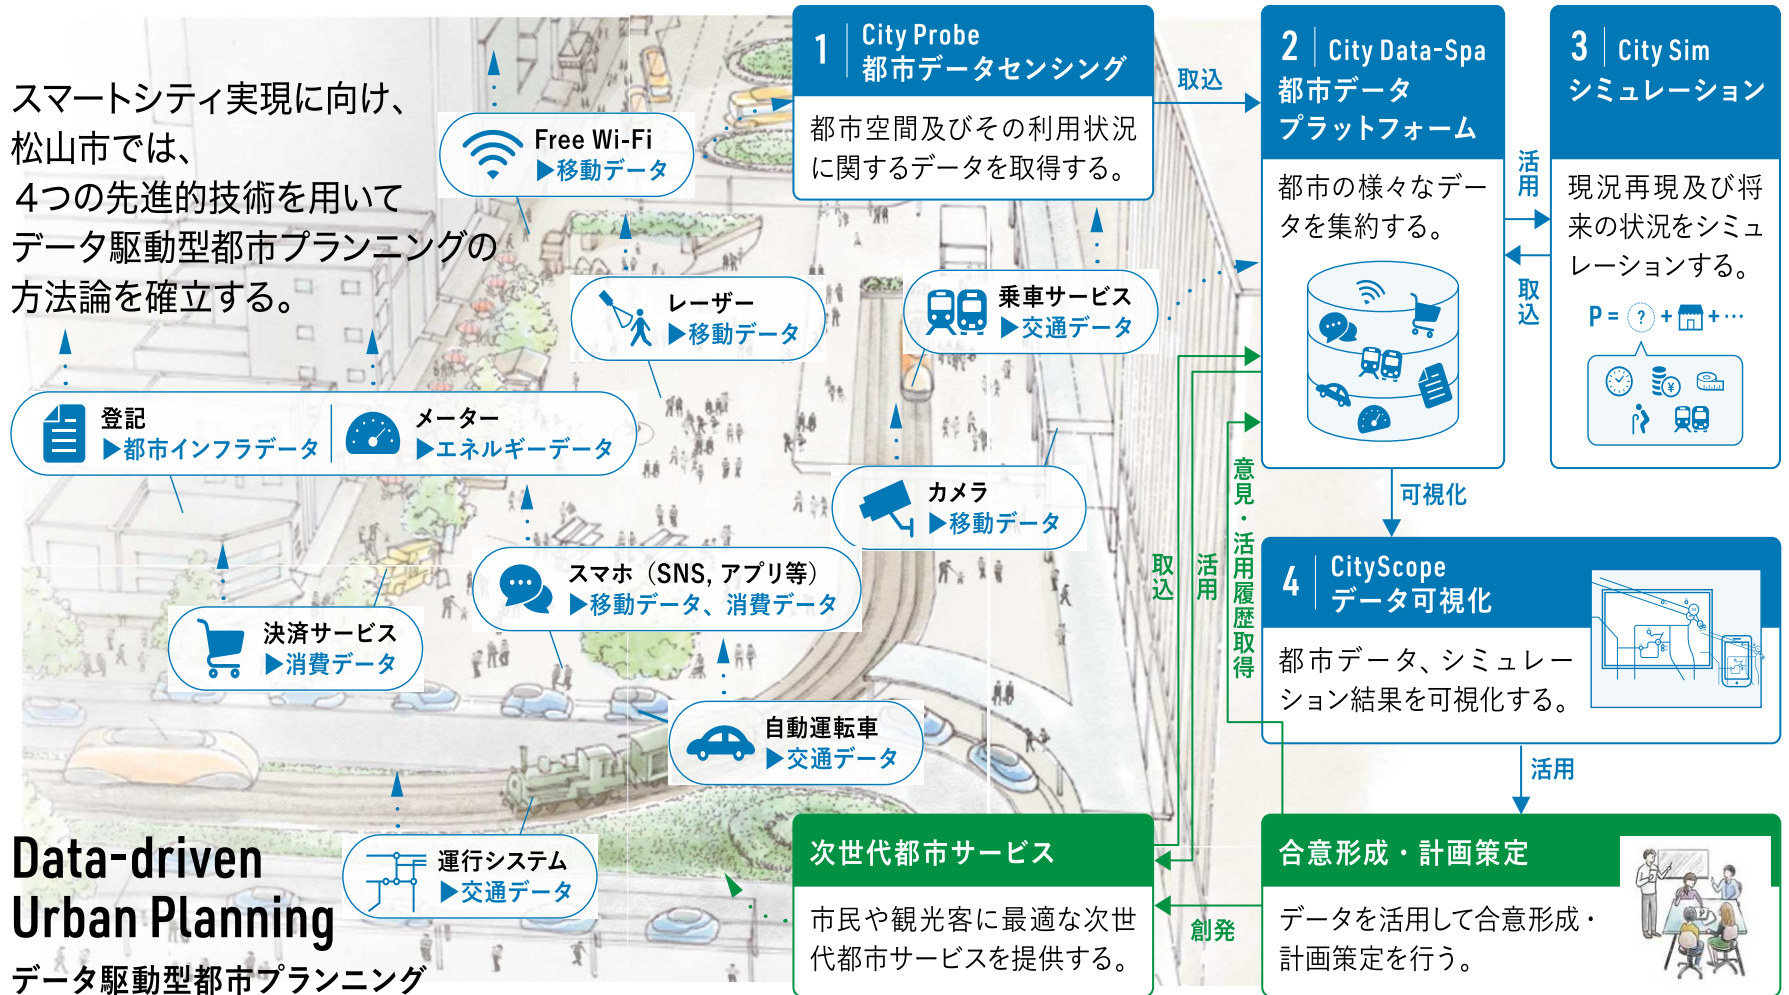 スマートシティ実現に向け、
松山市では、
4つの先進的技術を用いて
データ駆動型都市プランニングの
方法論を確立する。
1 City Probe
都市データセンシング
都市空間及びその利用状況
に関するデータを取得する。
取込
2 City Data-Spa
都市データ
プラットフォーム
都市の様々なデー
タを集約する。
活用
取込
3 City Sim
シミュレーション
現況再現及び将
来の状況をシミュ
レーションする。
P = ? + + …
¥
Free Wi-Fi
▶移動データ
レーザー
▶移動データ
乗車サービス
▶交通データ
登記
▶都市インフラデータ
メーター
▶エネルギーデータ
カメラ
▶移動データ
スマホ（SNS, アプリ等）
▶移動データ、消費データ
決済サービス
▶消費データ
自動運転車
▶交通データ
運行システム
▶交通データ
取込
活用
意見・活用履歴取得
可視化
4 CityScope
データ可視化
都市データ、シミュレー
ション結果を可視化する。
活用
合意形成・計画策定
データを活用して合意形成・
計画策定を行う。
創発
次世代都市サービス
市民や観光客に最適な次世
代都市サービスを提供する。
Data-driven
Urban Planning
データ駆動型都市プランニング